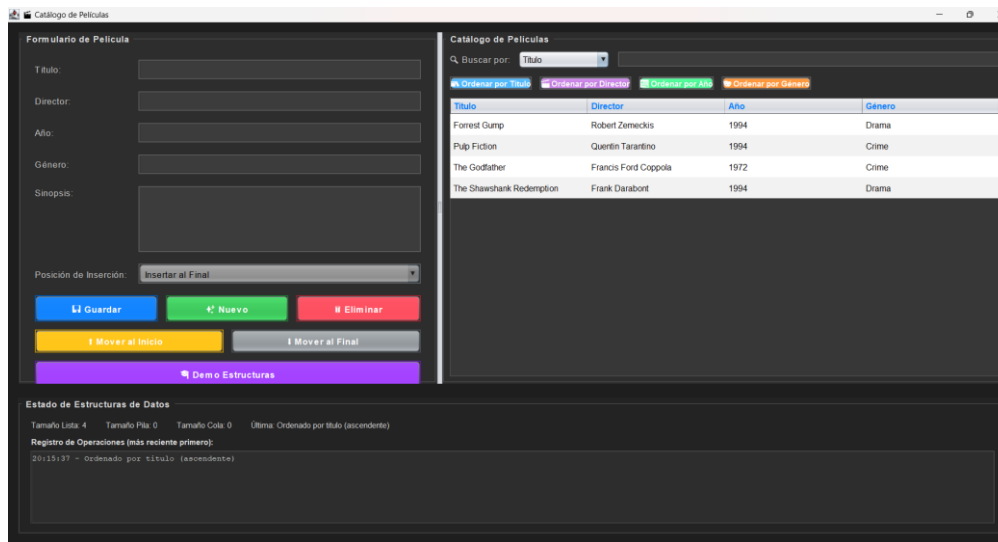 Catálogo de Películas
Formulario de Película
Título:
Director:
Año:
Género:
Sinopsis:
Posición de Inserción: Insertar al Final
Guardar Nuevo Eliminar
Mover al Inicio Mover al Final
Demo Estructuras
Catálogo de Películas
Buscar por: Título
Ordenar por Título Ordenar por Director Ordenar por Año Ordenar por Género
Título Director Año Género
Forrest Gump Robert Zemeckis 1994 Drama
Pulp Fiction Quentin Tarantino 1994 Crime
The Godfather Francis Ford Coppola 1972 Crime
The Shawshank Redemption Frank Darabont 1994 Drama
Estado de Estructuras de Datos
Tamaño Lista: 4 Tamaño Pila: 0 Tamaño Cola: 0 Última: Ordenado por título (ascendente)
Registro de Operaciones (más reciente primero):
20:15:37 - Ordenado por título (ascendente)